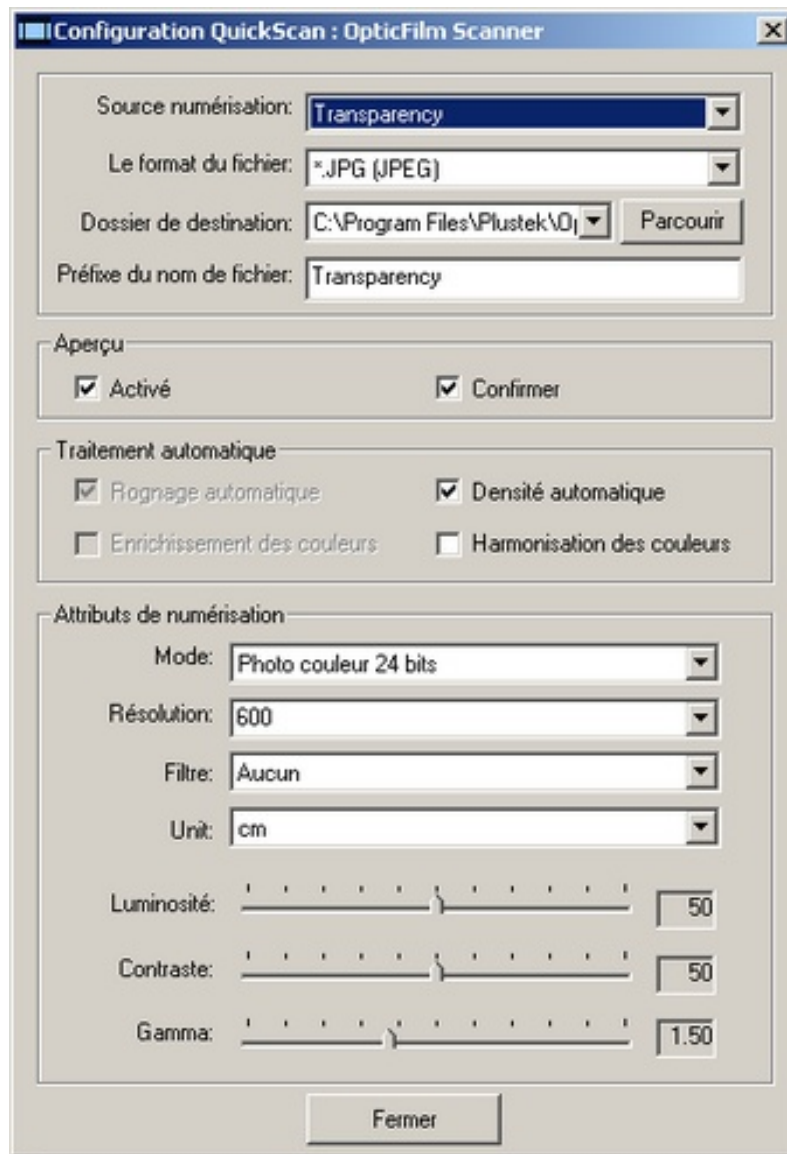 Configuration QuickScan : OpticFilm Scanner
Source numérisation: Transparency
Le format du fichier: *.JPG (JPEG)
Dossier de destination: C:\Program Files\Plustek\Op Parcourir
Préfixe du nom de fichier: Transparency
Aperçu
Activé Confirmer
Traitement automatique
Rognage automatique Densité automatique
Enrichissement des couleurs Harmonisation des couleurs
Attributs de numérisation
Mode: Photo couleur 24 bits
Résolution: 600
Filtre: Aucun
Unit: cm
Luminosité: 50
Contraste: 50
Gamma: 1.50
Fermer